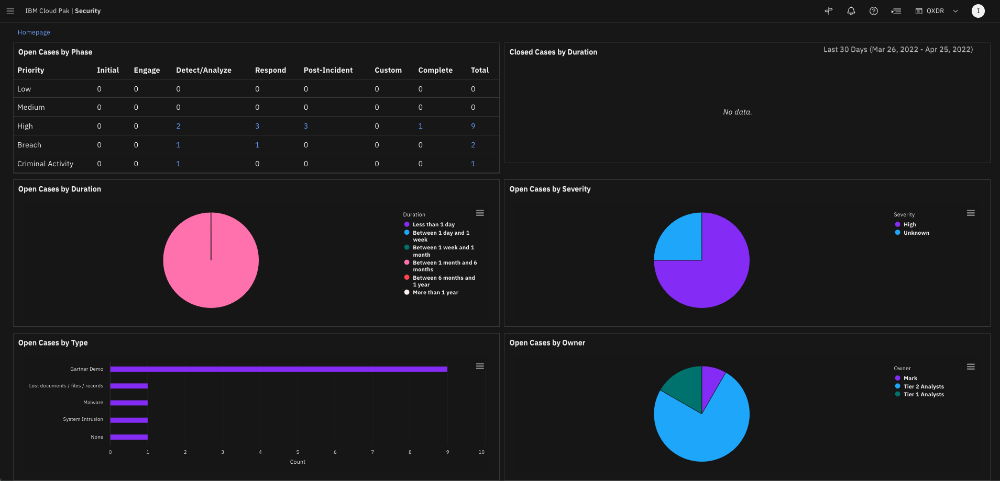 IBM Cloud Pak | Security
QXDR
I
Homepage
Open Cases by Phase
Priority Initial Engage Detect/Analyze Respond Post-Incident Custom Complete Total
Low 0 0 0 0 0 0 0 0
Medium 0 0 0 0 0 0 0 0
High 0 0 2 3 3 0 1 9
Breach 0 0 1 1 0 0 0 2
Criminal Activity 0 0 1 0 0 0 0 1
Closed Cases by Duration
Last 30 Days (Mar 26, 2022 - Apr 25, 2022)
No data.
Open Cases by Duration
Duration
Less than 1 day
Between 1 day and 1
week
Between 1 week and 1
month
Between 1 month and 6
months
Between 6 months and
1 year
More than 1 year
Open Cases by Severity
Severity
High
Unknown
Open Cases by Type
Gartner Demo
Lost documents / files / records
Malware
System Intrusion
None
0 1 2 3 4 5 6 7 8 9 10
Count
Open Cases by Owner
Owner
Mark
Tier 2 Analysts
Tier 1 Analysts